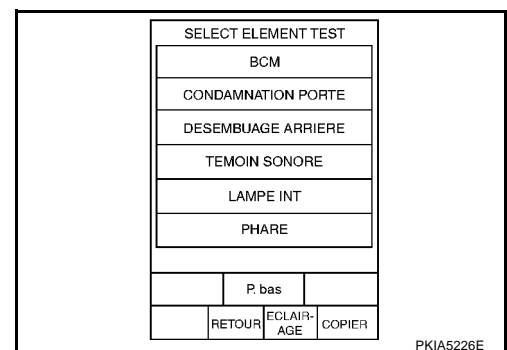 SELECT ELEMENT TEST
BCM
CONDAMNATION PORTE
DESEMBUAGE ARRIERE
TEMOIN SONORE
LAMPE INT
PHARE
P. bas
RETOUR
ECLAIR-
AGE
COPIER
PKIA5226E